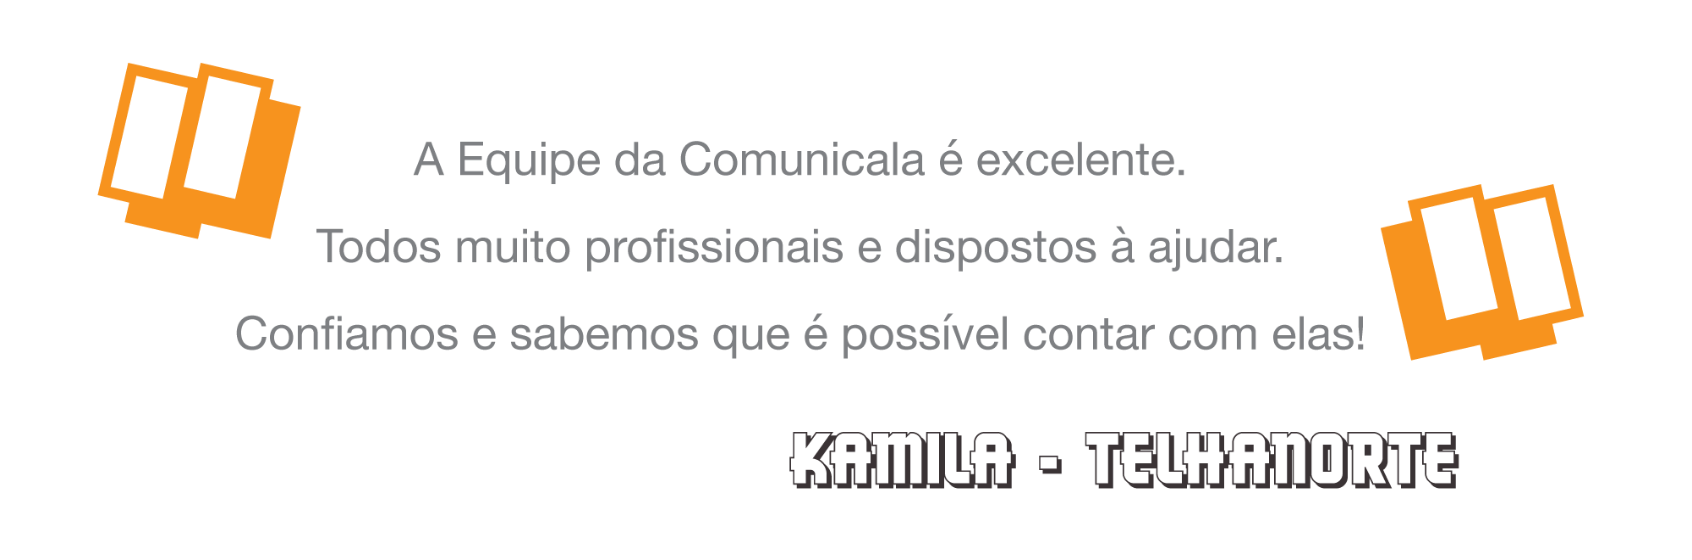 A Equipe da Comunicala é excelente.
Todos muito profissionais e dispostos à ajudar.
Confiamos e sabemos que é possível contar com elas!
KAMILA - TELHANORTE